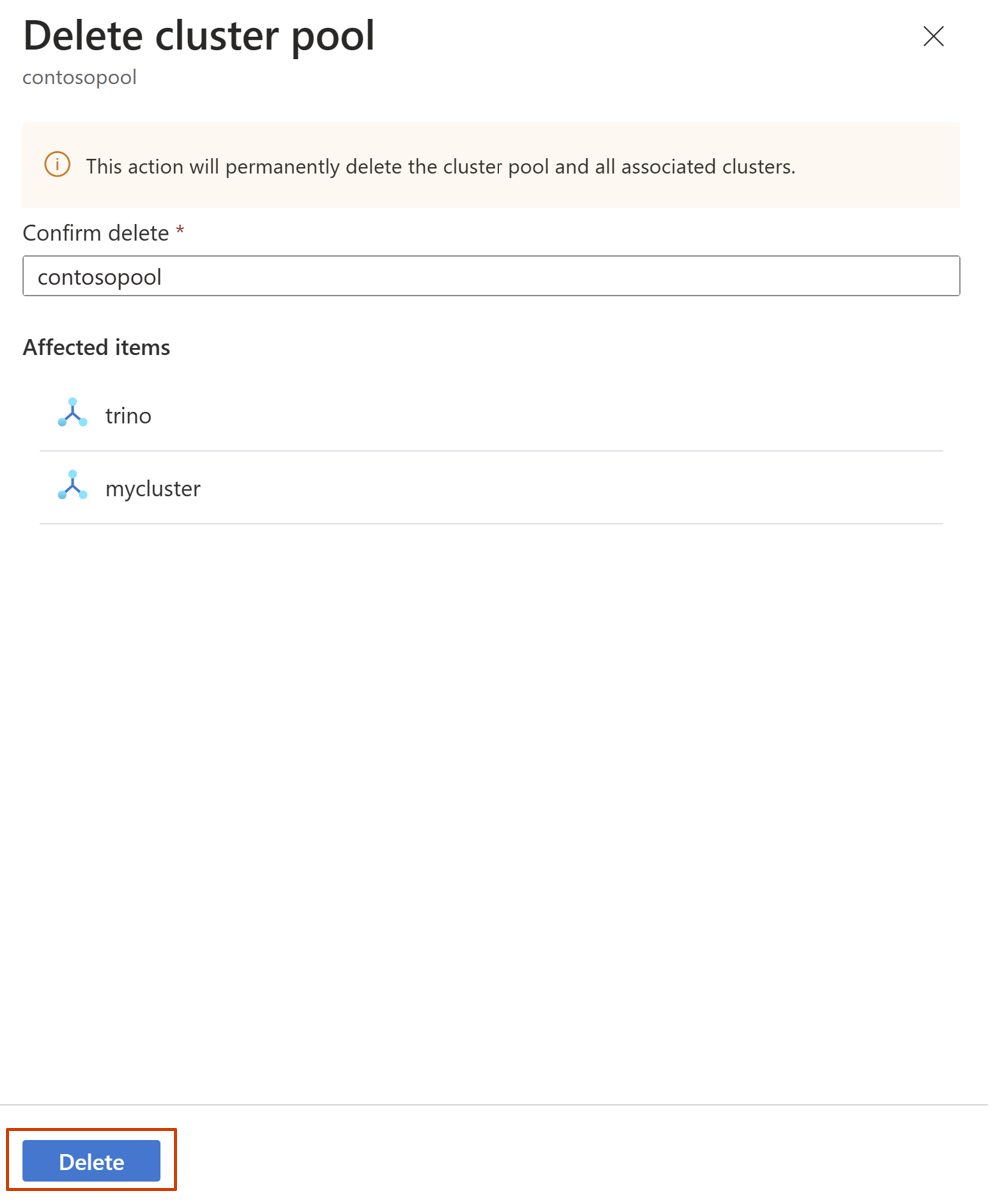 Delete cluster pool
contosopool
This action will permanently delete the cluster pool and all associated clusters.
Confirm delete *
contosopool
Affected items
trino
mycluster
Delete